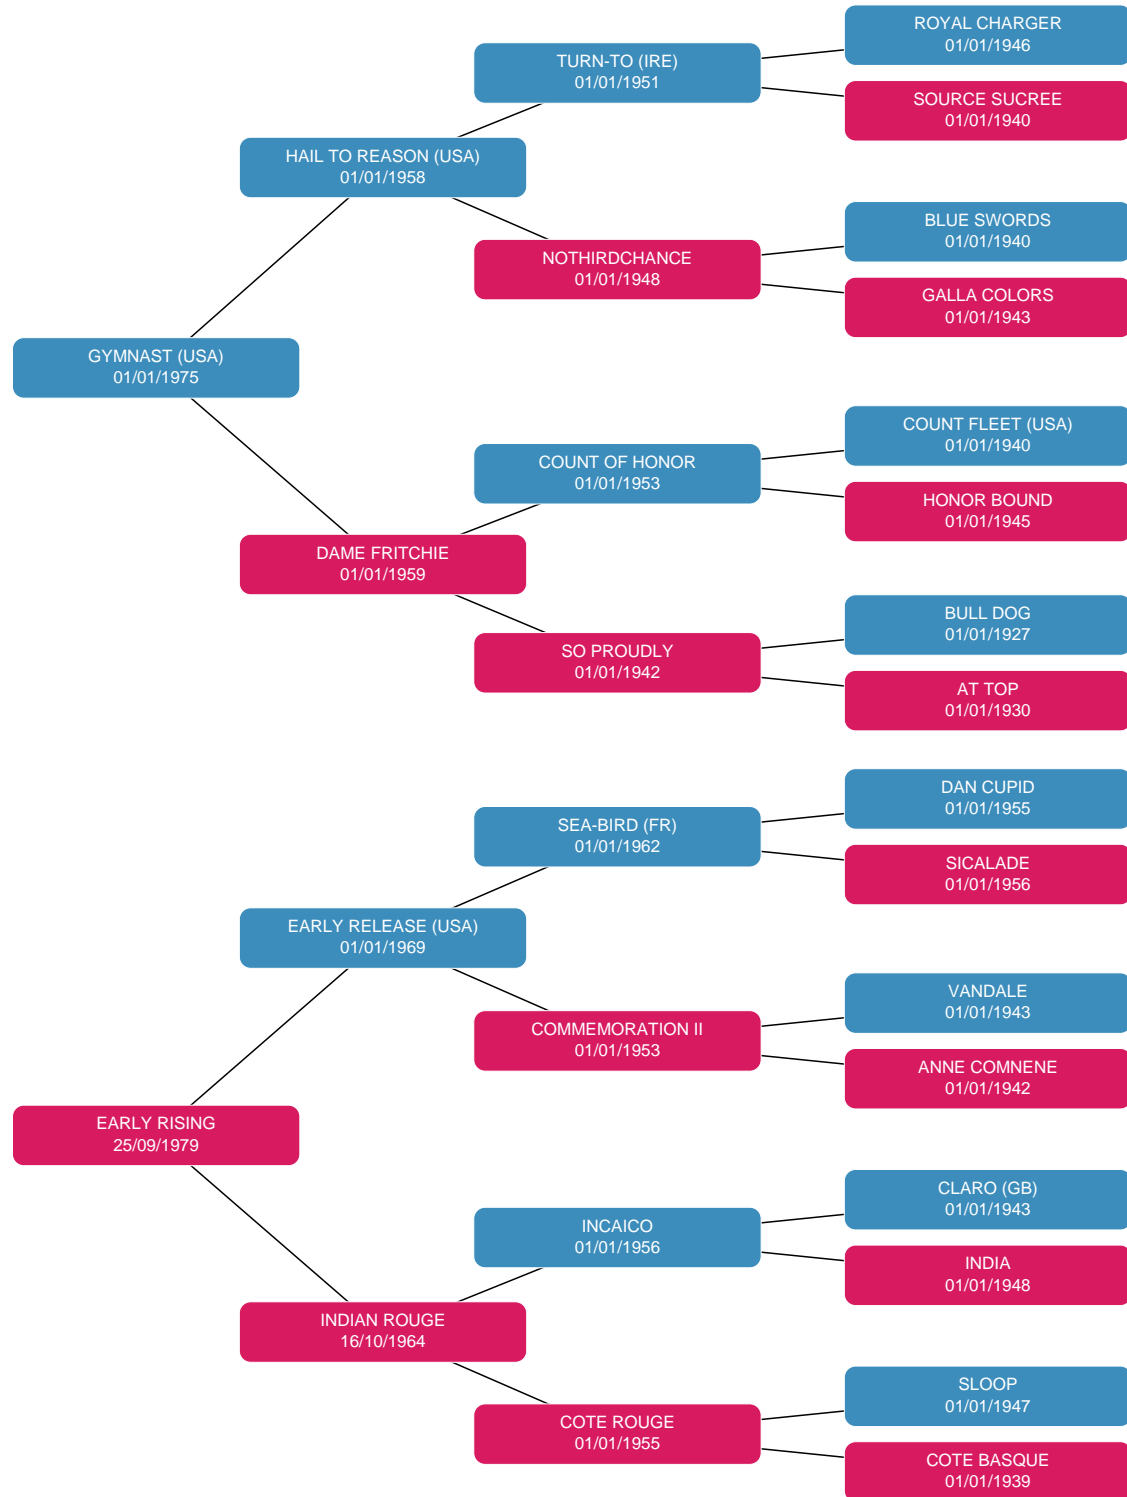 ROYAL CHARGER
01/01/1946
TURN-TO (IRE)
01/01/1951
SOURCE SUCREE
01/01/1940
HAIL TO REASON (USA)
01/01/1958
BLUE SWORDS
01/01/1940
NOTHIRDCHANCE
01/01/1948
GALLA COLORS
01/01/1943
GYMNAST (USA)
01/01/1975
COUNT FLEET (USA)
01/01/1940
COUNT OF HONOR
01/01/1953
HONOR BOUND
01/01/1945
DAME FRITCHIE
01/01/1959
BULL DOG
01/01/1927
SO PROUDLY
01/01/1942
AT TOP
01/01/1930
DAN CUPID
01/01/1955
SEA-BIRD (FR)
01/01/1962
SICALADE
01/01/1956
EARLY RELEASE (USA)
01/01/1969
VANDALE
01/01/1943
COMMEMORATION II
01/01/1953
ANNE COMNENE
01/01/1942
EARLY RISING
25/09/1979
CLARO (GB)
01/01/1943
INCAICO
01/01/1956
INDIA
01/01/1948
INDIAN ROUGE
16/10/1964
SLOOP
01/01/1947
COTE ROUGE
01/01/1955
COTE BASQUE
01/01/1939